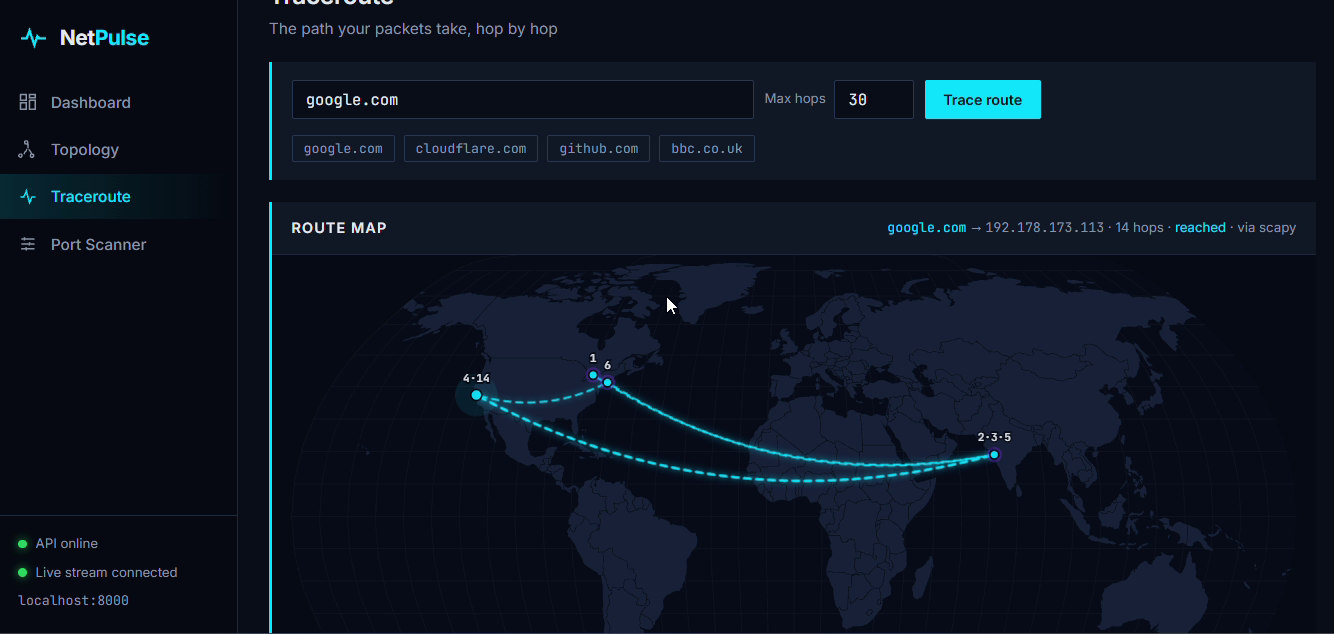 NetPulse
Dashboard
Topology
Traceroute
Port Scanner
API online
Live stream connected
localhost:8000
Traceroute
The path your packets take, hop by hop
google.com
Max hops
30
Trace route
google.com
cloudflare.com
github.com
bbc.co.uk
ROUTE MAP
google.com → 192.178.173.113 · 14 hops · reached · via scapy
1
6
4·14
2·3·5